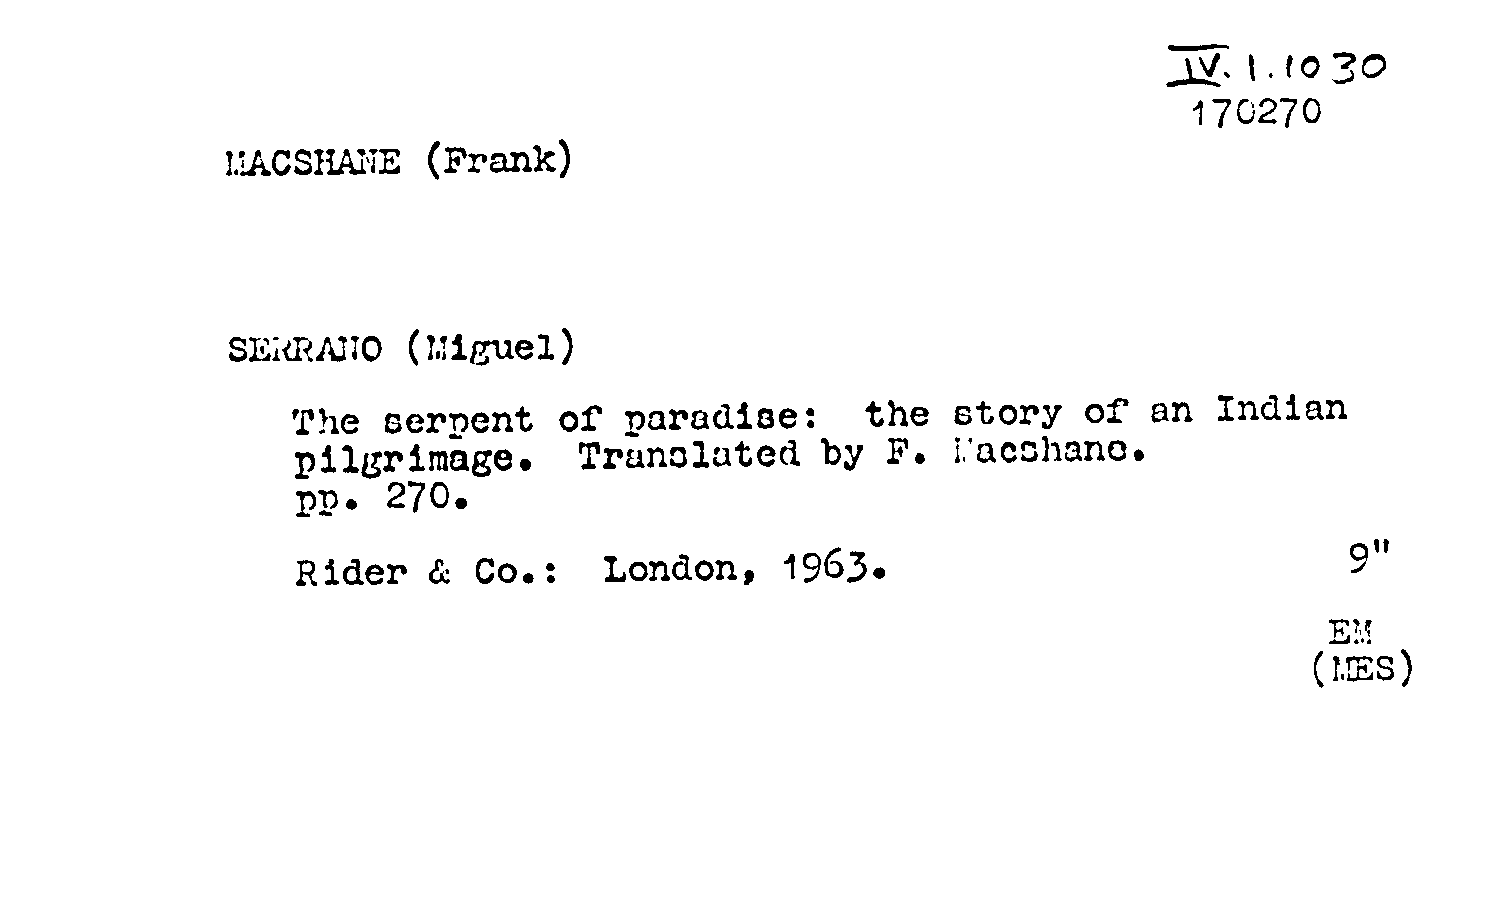 IV. 1.1030
170270
MACSHANE (Frank)
SERRANO (Miguel)
The serpent of paradise: the story of an Indian
pilgrimage. Translated by F. Macshane.
pp. 270.
Rider & Co.: London, 1963.
9"
EM
(MES)